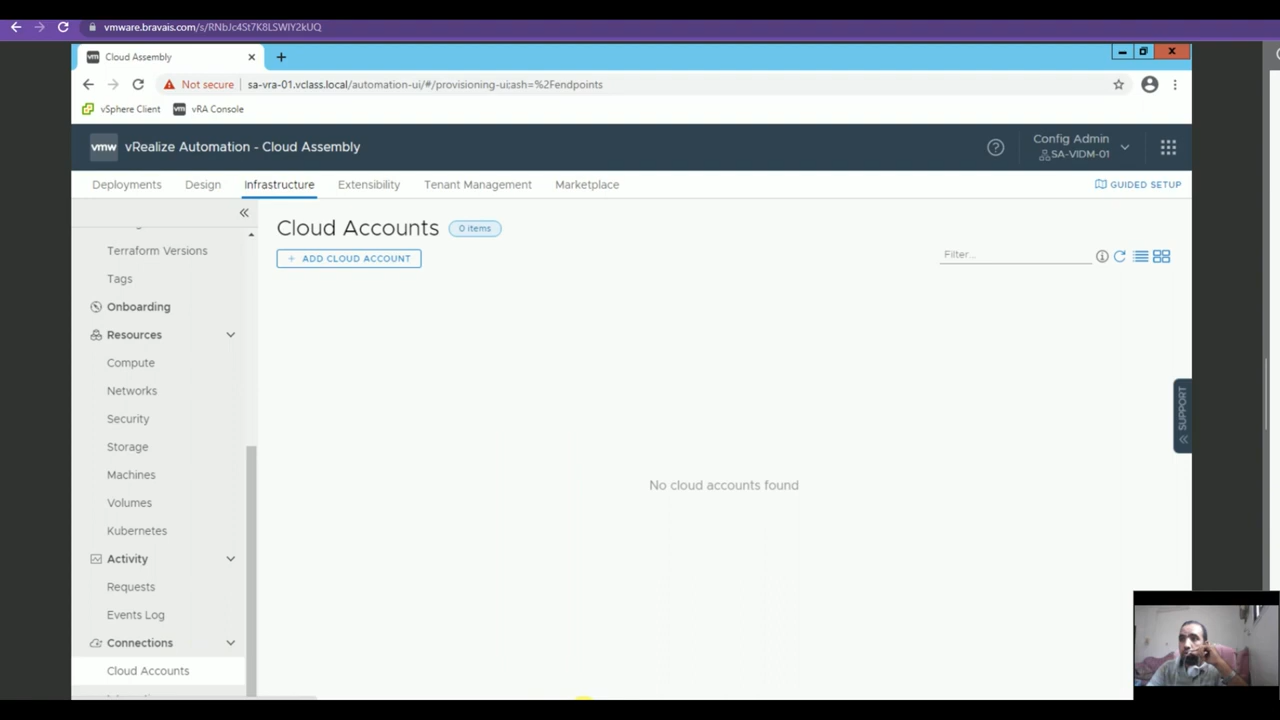 vmware.bravais.com/s/RNbJc4St7K8LSWIY2kUQ
vm Cloud Assembly
Not secure sa-vra-01.vclass.local/automation-ui/#/provisioning-ui;ash=%2Fendpoints
vSphere Client vm vRA Console
vmw vRealize Automation - Cloud Assembly
Config Admin
SA-VIDM-01
Deployments Design Infrastructure Extensibility Tenant Management Marketplace GUIDED SETUP
Cloud Accounts 0 items
+ ADD CLOUD ACCOUNT
Filter...
Terraform Versions
Tags
Onboarding
Resources
Compute
Networks
Security
Storage
Machines
Volumes
Kubernetes
Activity
Requests
Events Log
Connections
Cloud Accounts
No cloud accounts found
SUPPORT